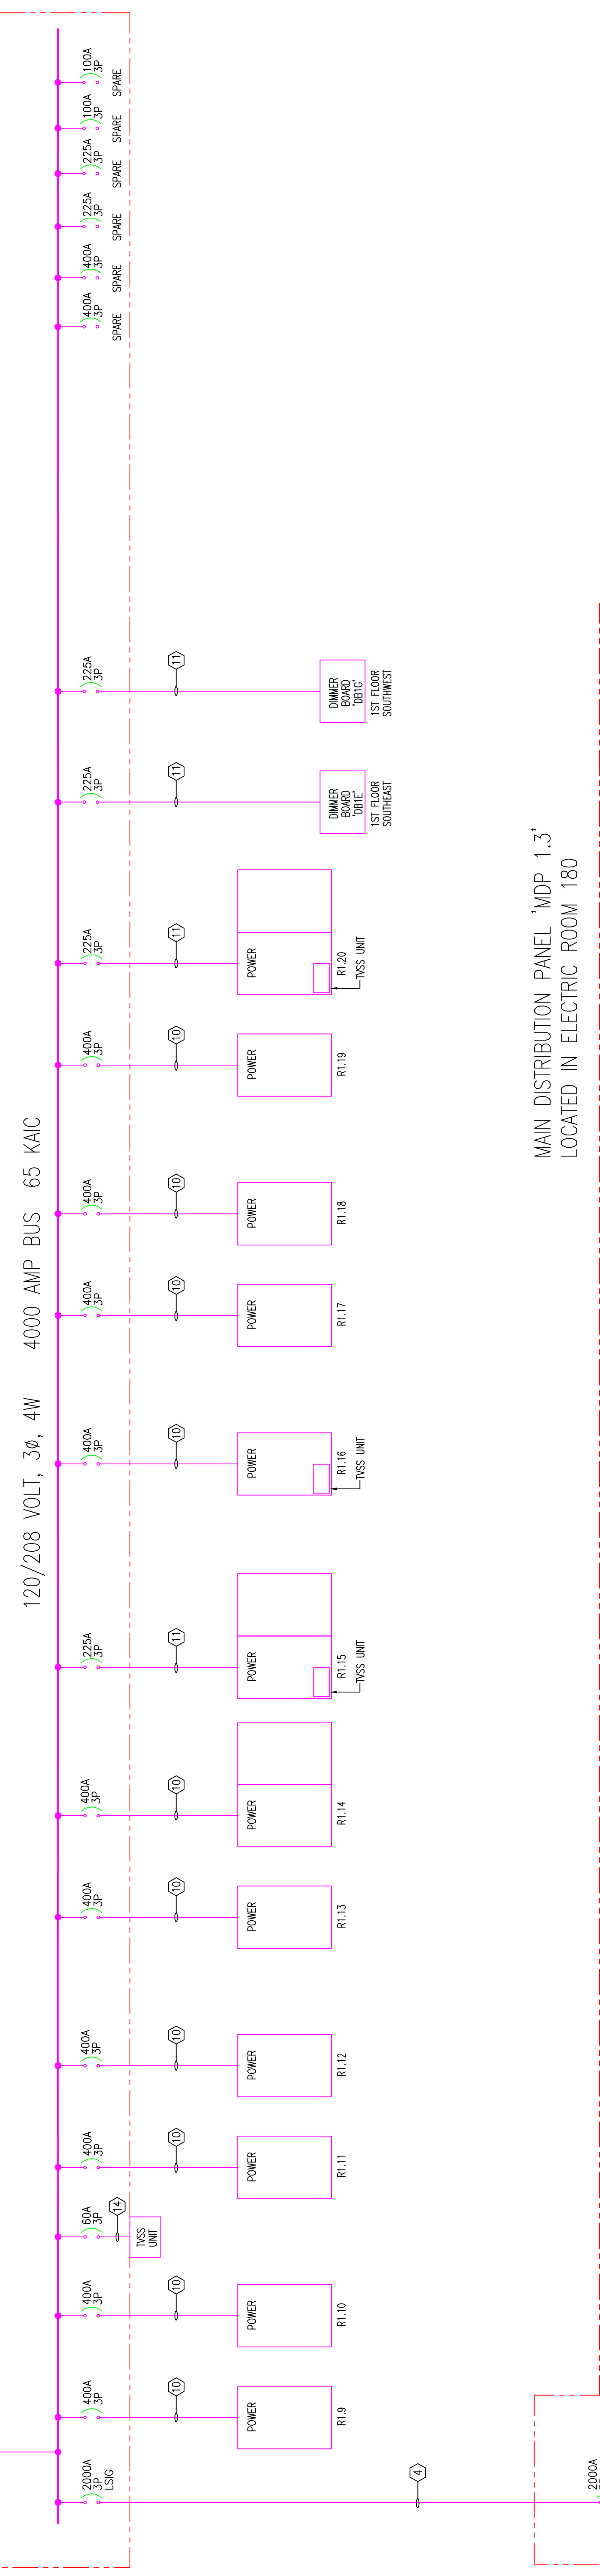 120/208 VOLT, 3ø, 4W 4000 AMP BUS 65 KAIC
2000A
3P
LSIG
4
400A
3P
10
POWER
R1.9
400A
3P
10
POWER
R1.10
60A
3P
14
TVSS
UNIT
400A
3P
10
POWER
R1.11
400A
3P
10
POWER
R1.12
400A
3P
10
POWER
R1.13
400A
3P
10
POWER
R1.14
225A
3P
11
POWER
R1.15
TVSS UNIT
400A
3P
10
POWER
R1.16
TVSS UNIT
400A
3P
10
POWER
R1.17
400A
3P
10
POWER
R1.18
400A
3P
10
POWER
R1.19
225A
3P
11
POWER
R1.20
TVSS UNIT
225A
3P
11
DIMMER
BOARD
'DB1E'
1ST FLOOR
SOUTHEAST
225A
3P
11
DIMMER
BOARD
'DB1G'
1ST FLOOR
SOUTHWEST
400A
3P
SPARE
400A
3P
SPARE
225A
3P
SPARE
225A
3P
SPARE
100A
3P
SPARE
100A
3P
SPARE
MAIN DISTRIBUTION PANEL 'MDP 1.3'
LOCATED IN ELECTRIC ROOM 180
2000A